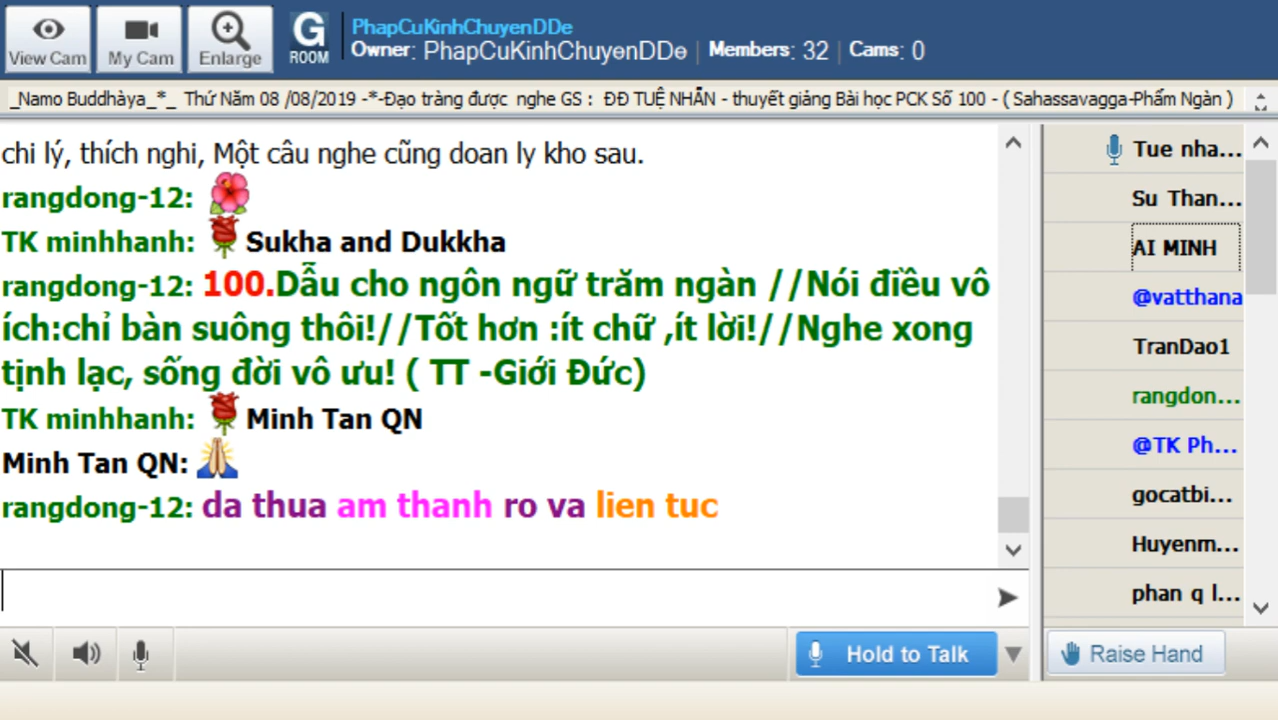 View Cam
My Cam
Enlarge
G
ROOM
PhapCuKinhChuyenDDe
Owner: PhapCuKinhChuyenDDe | Members: 32 | Cams: 0
_Namo Buddhàya_*_ Thứ Năm 08 /08/2019 -*-Đạo tràng được nghe GS : ĐĐ TUỆ NHẪN - thuyết giảng Bài học PCK Số 100 - ( Sahassavagga-Phẩm Ngàn )
chi lý, thích nghi, Một câu nghe cũng đoan ly kho sau.
rangdong-12:
TK minhhanh: Sukha and Dukkha
rangdong-12: 100.Dẫu cho ngôn ngữ trăm ngàn //Nói điều vô
ích:chỉ bàn suông thôi!//Tốt hơn :ít chữ ,ít lời!//Nghe xong
tịnh lạc, sống đời vô ưu! ( TT -Giới Đức)
TK minhhanh: Minh Tan QN
Minh Tan QN:
rangdong-12: da thua am thanh ro va lien tuc
Tue nha...
Su Than...
AI MINH
@vatthana
TranDao1
rangdon...
@TK Ph...
gocatbi...
Huyenm...
phan q l...
Hold to Talk
Raise Hand